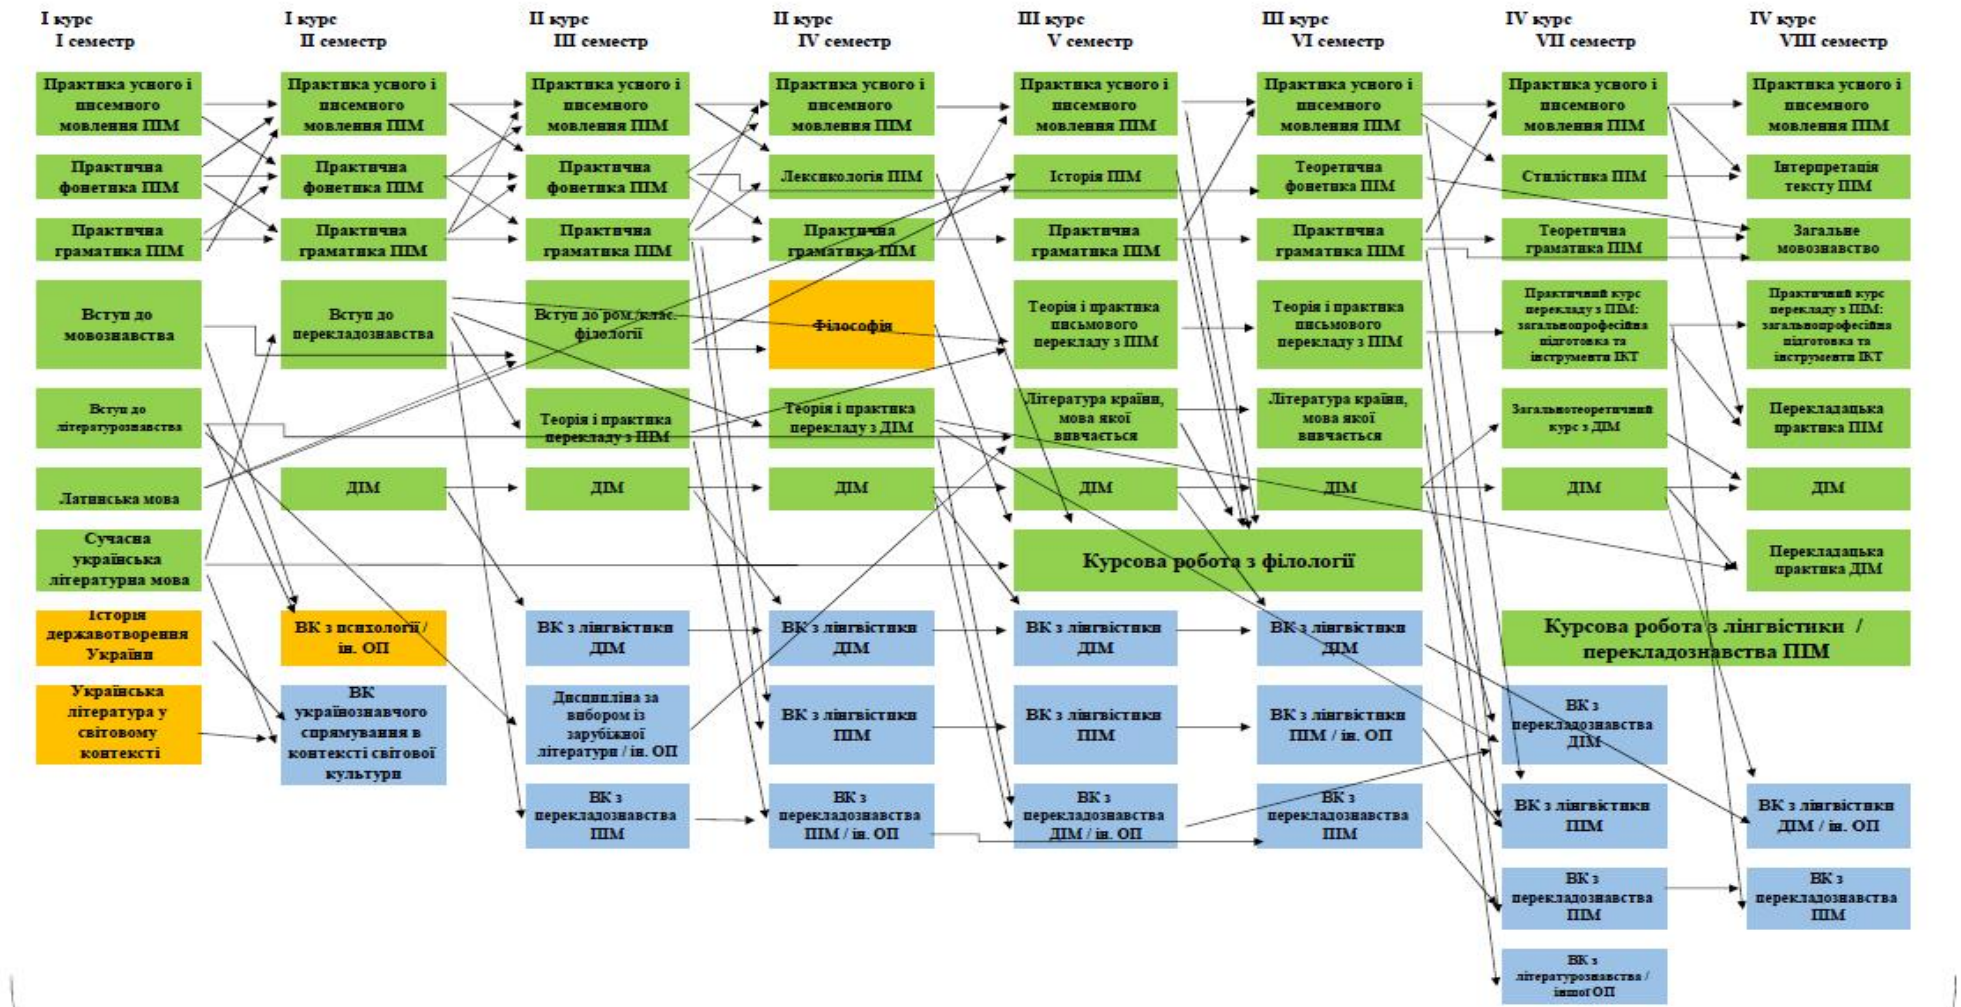 І курс
І семестр
І курс
ІІ семестр
ІІ курс
ІІІ семестр
ІІ курс
ІV семестр
ІІІ курс
V семестр
ІІІ курс
VI семестр
IV курс
VII семестр
IV курс
VIII семестр
Практика усного і
писемного
мовлення ПІМ
Практична
фонетика ПІМ
Практична
граматика ПІМ
Вступ до
мовознавства
Вступ до
літературознавства
Латинська мова
Сучасна
українська
літературна мова
Історія
державотворення
України
Українська
література у
світовому
контексті
Практика усного і
писемного
мовлення ПІМ
Практична
фонетика ПІМ
Практична
граматика ПІМ
Вступ до
перекладознавства
ДІМ
ВК з психології /
ін. ОП
ВК
українознавчого
спрямування в
контексті світової
культури
Практика усного і
писемного
мовлення ПІМ
Практична
фонетика ПІМ
Практична
граматика ПІМ
Вступ до ром./клас.
філології
Теорія і практика
перекладу з ПІМ
ДІМ
ВК з лінгвістики
ДІМ
Дисципліна за
вибором із
зарубіжної
літератури / ін. ОП
ВК з
перекладознавства
ПІМ
Практика усного і
писемного
мовлення ПІМ
Лексикологія ПІМ
Практична
граматика ПІМ
Філософія
Теорія і практика
перекладу з ДІМ
ДІМ
ВК з лінгвістики
ДІМ
ВК з лінгвістики
ПІМ
ВК з
перекладознавства
ПІМ / ін. ОП
Практика усного і
писемного
мовлення ПІМ
Історія ПІМ
Практична
граматика ПІМ
Теорія і практика
письмового
перекладу з ПІМ
Література країни,
мова якої
вивчається
ДІМ
Курсова робота з філології
ВК з лінгвістики
ДІМ
ВК з лінгвістики
ПІМ
ВК з
перекладознавства
ДІМ / ін. ОП
Практика усного і
писемного
мовлення ПІМ
Теоретична
фонетика ПІМ
Практична
граматика ПІМ
Теорія і практика
письмового
перекладу з ПІМ
Література країни,
мова якої
вивчається
ДІМ
ВК з лінгвістики
ДІМ
ВК з лінгвістики
ПІМ / ін. ОП
ВК з
перекладознавства
ПІМ
Практика усного і
писемного
мовлення ПІМ
Стилістика ПІМ
Теоретична
граматика ПІМ
Практичний курс
перекладу з ПІМ:
загальнопрофесійна
підготовка та
інструменти ІКТ
Загальнотеоретичний
курс з ДІМ
ДІМ
Курсова робота з лінгвістики /
перекладознавства ПІМ
ВК з
перекладознавства
ДІМ
ВК з лінгвістики
ПІМ
ВК з
перекладознавства
ПІМ
ВК з
літературознавства /
іншої ОП
Практика усного і
писемного
мовлення ПІМ
Інтерпретація
тексту ПІМ
Загальне
мовознавство
Практичний курс
перекладу з ПІМ:
загальнопрофесійна
підготовка та
інструменти ІКТ
Перекладацька
практика ПІМ
ДІМ
Перекладацька
практика ДІМ
ВК з лінгвістики
ДІМ / ін. ОП
ВК з
перекладознавства
ПІМ